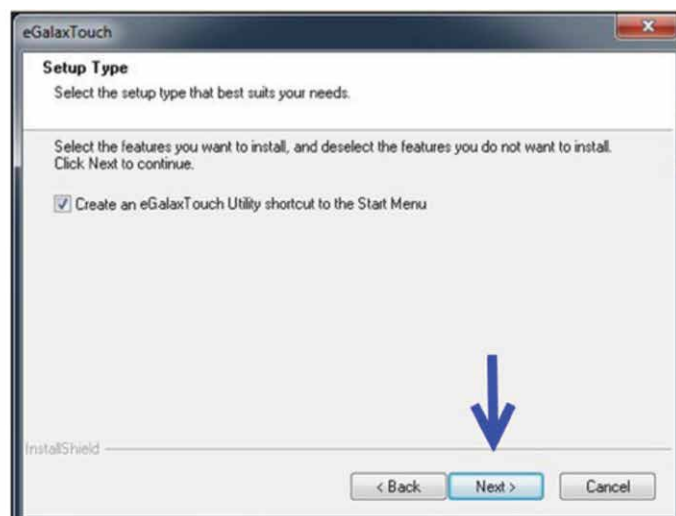 eGalaxTouch
Setup Type
Select the setup type that best suits your needs.
Select the features you want to install, and deselect the features you do not want to install.
Click Next to continue.
Create an eGalaxTouch Utility shortcut to the Start Menu
InstallShield
< Back Next > Cancel